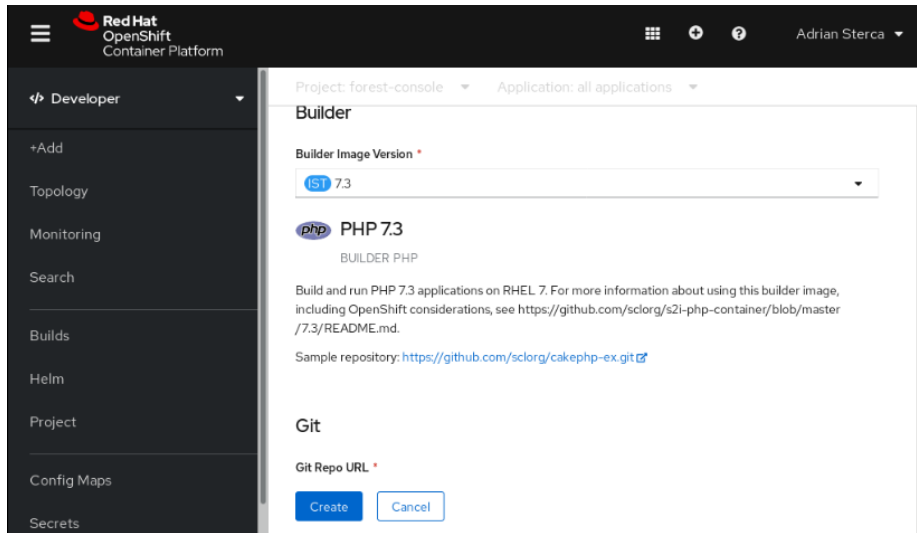 Red Hat
OpenShift
Container Platform
Adrian Sterca
</> Developer
+Add
Topology
Monitoring
Search
Builds
Helm
Project
Config Maps
Secrets
Project: forest-console
Application: all applications
Builder
Builder Image Version *
IST 7.3
php PHP 7.3
BUILDER PHP
Build and run PHP 7.3 applications on RHEL 7. For more information about using this builder image,
including OpenShift considerations, see https://github.com/sclorg/s2i-php-container/blob/master
/7.3/README.md.
Sample repository: https://github.com/sclorg/cakephp-ex.git
Git
Git Repo URL *
Create
Cancel